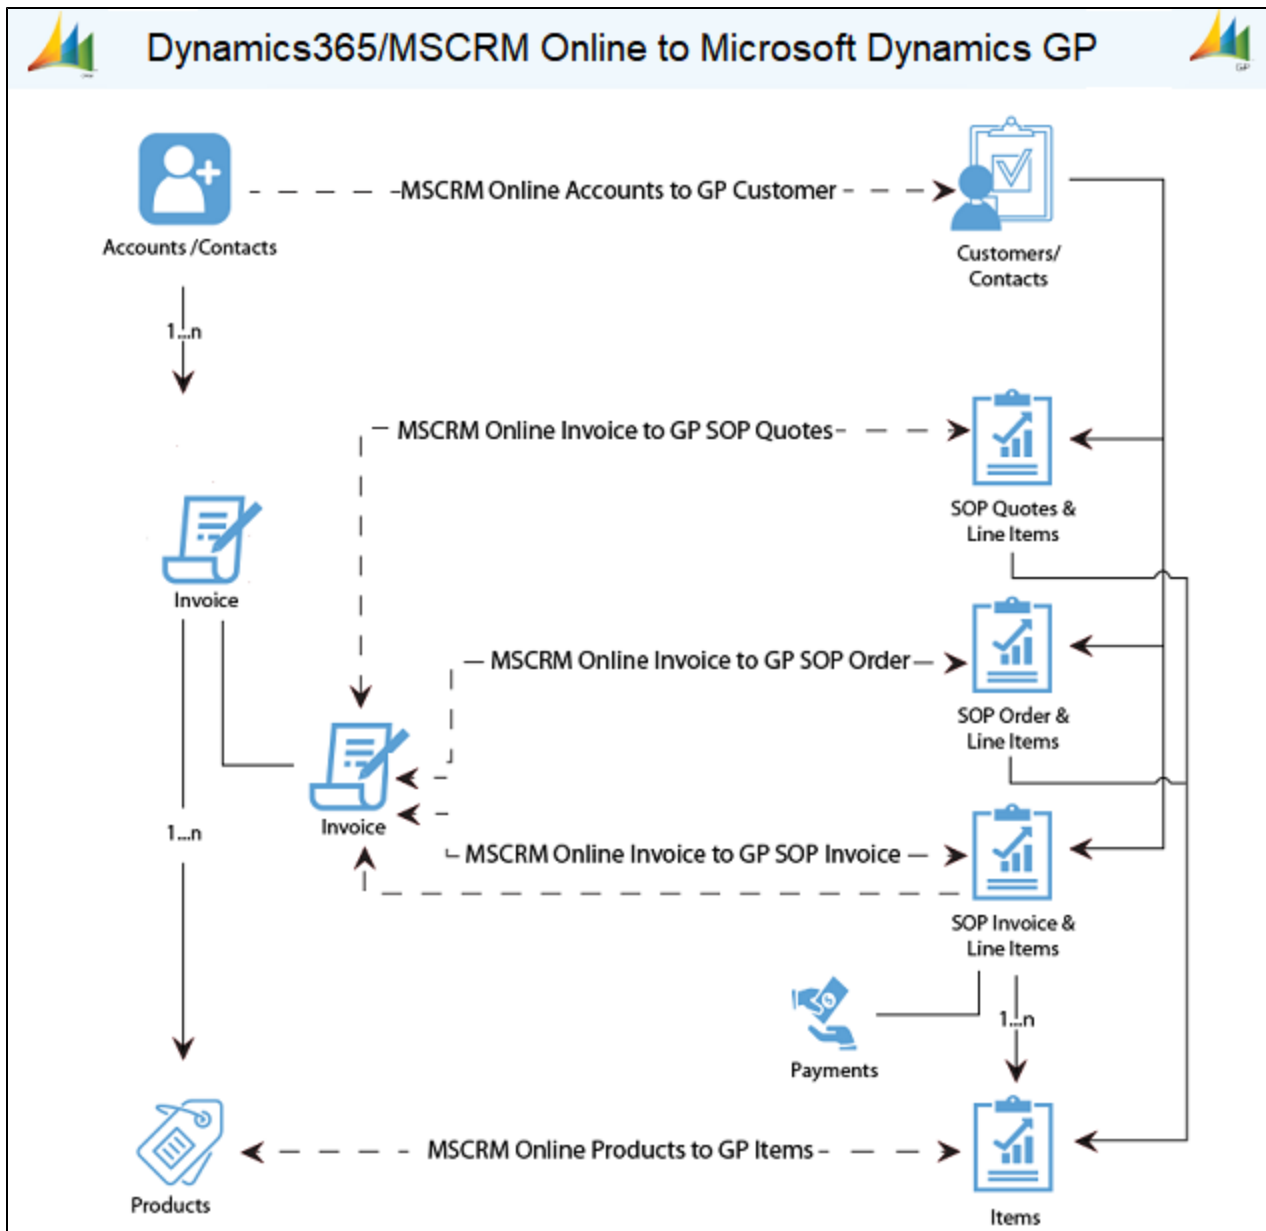 Dynamics365/MSCRM Online to Microsoft Dynamics GP
GP
MSCRM Online Accounts to GP Customer
Accounts /Contacts
Customers/
Contacts
1...n
MSCRM Online Invoice to GP SOP Quotes
SOP Quotes &
Line Items
Invoice
MSCRM Online Invoice to GP SOP Order
SOP Order &
Line Items
Invoice
1...n
MSCRM Online Invoice to GP SOP Invoice
SOP Invoice &
Line Items
1...n
Payments
MSCRM Online Products to GP Items
Products
Items